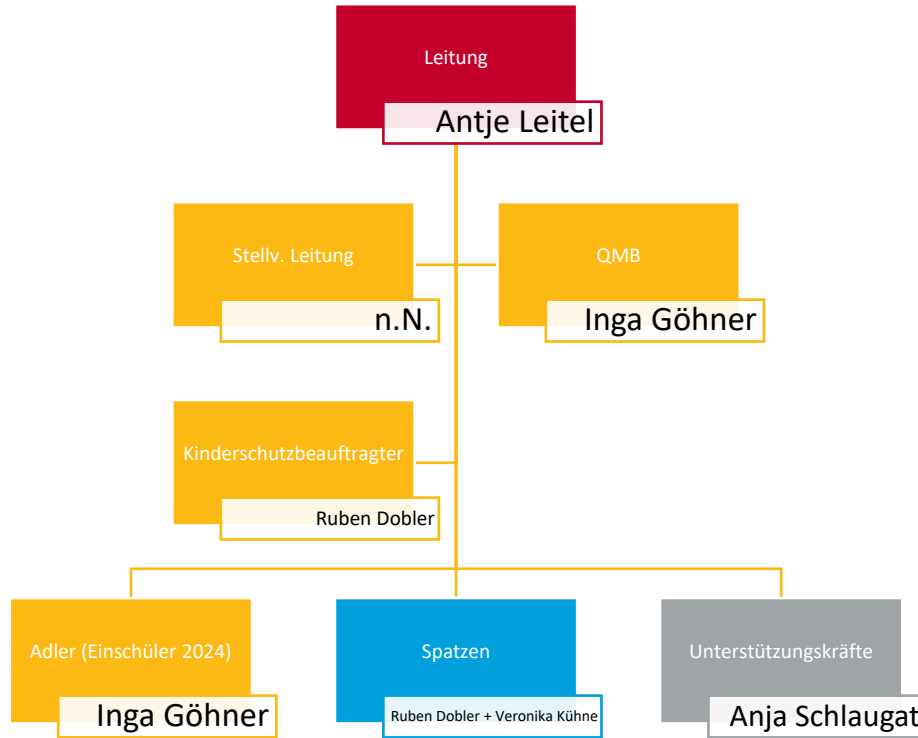 Leitung
Antje Leitel
Stellv. Leitung
n.N.
QMB
Inga Göhner
Kinderschutzbeauftragter
Ruben Dobler
Adler (Einschüler 2024)
Inga Göhner
Spatzen
Ruben Dobler + Veronika Kühne
Unterstützungskräfte
Anja Schlaugat